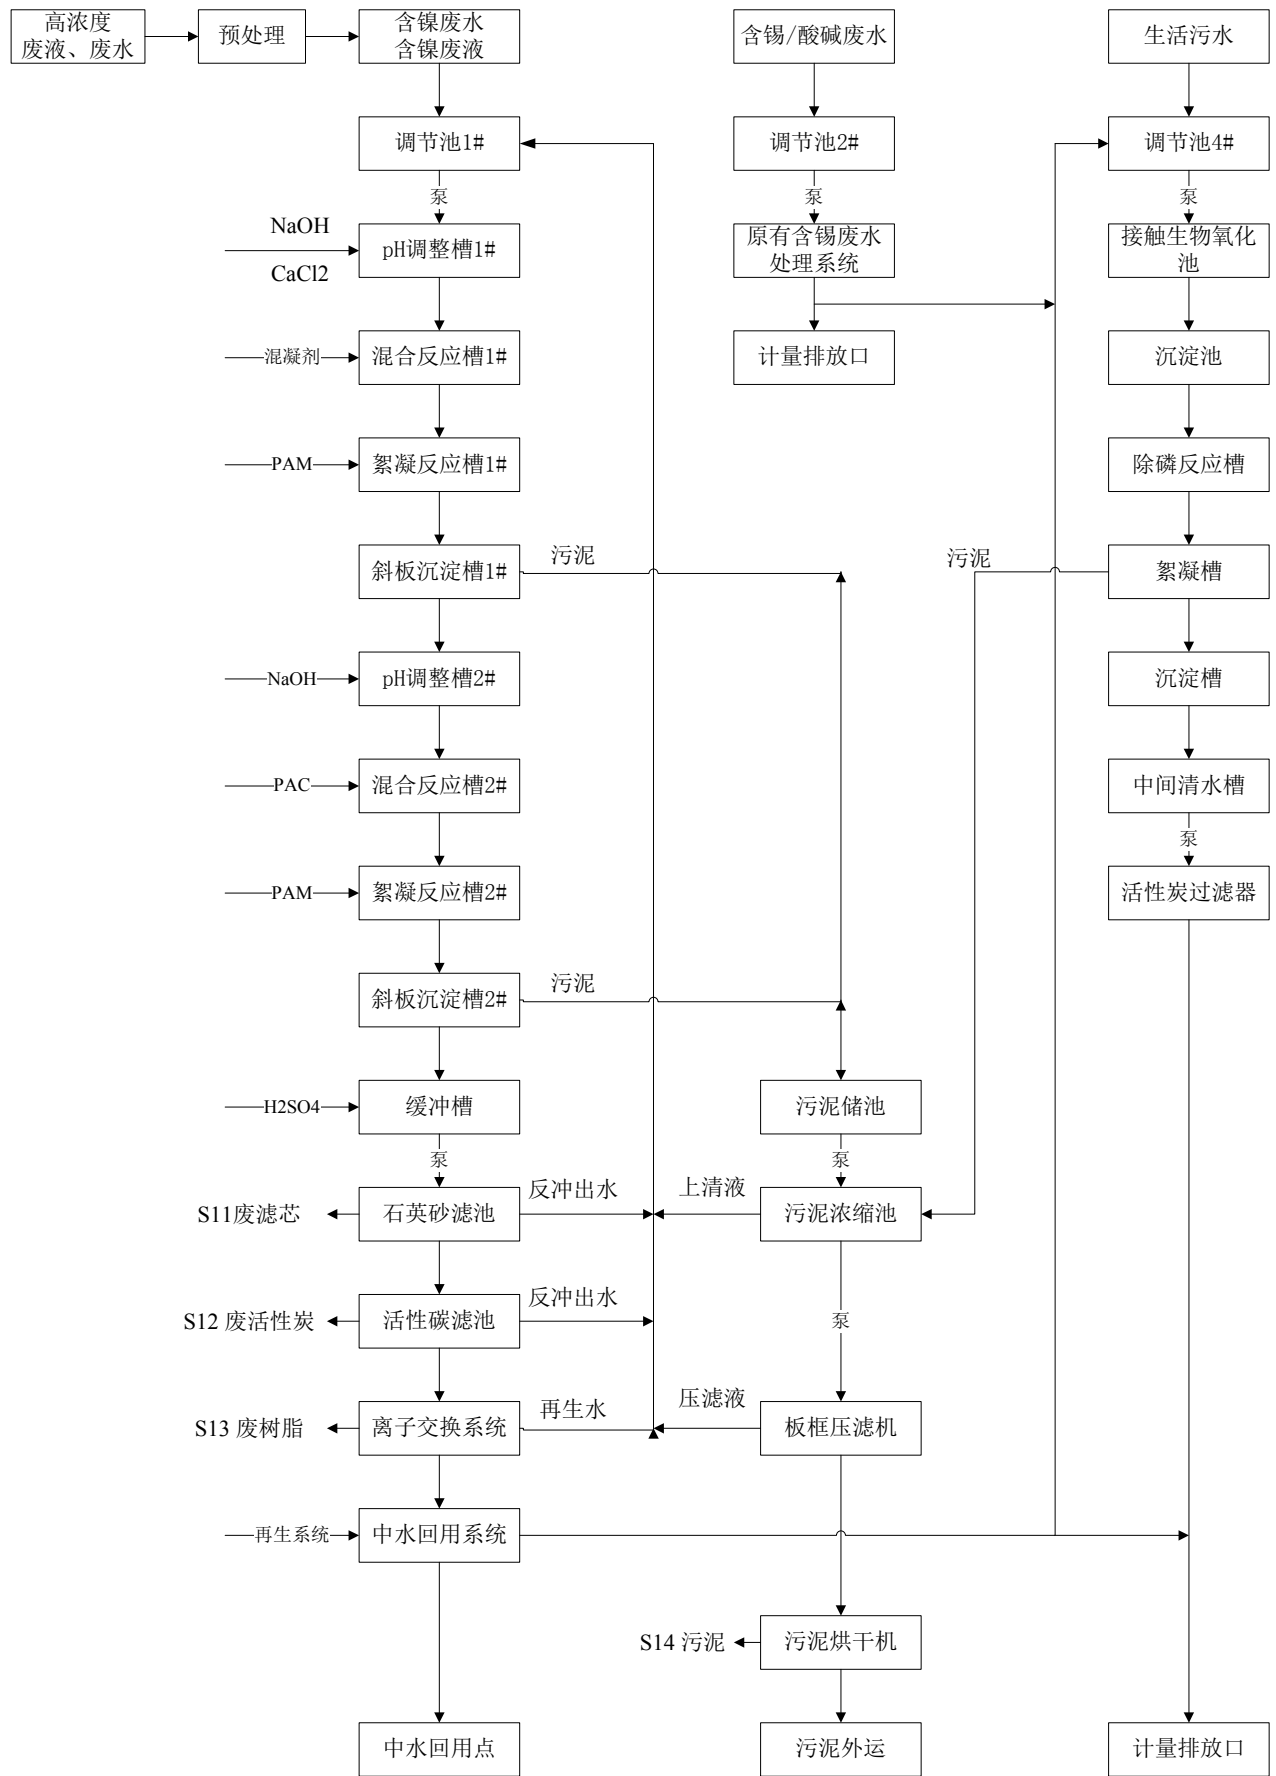 高浓度
废液、废水
预处理
含镍废水
含镍废液
含锡/酸碱废水
生活污水
调节池1#
调节池2#
调节池4#
泵
泵
泵
NaOH
CaCl2
pH调整槽1#
原有含锡废水
处理系统
接触生物氧化
池
混凝剂
混合反应槽1#
计量排放口
沉淀池
PAM
絮凝反应槽1#
除磷反应槽
斜板沉淀槽1#
污泥
污泥
絮凝槽
NaOH
pH调整槽2#
沉淀槽
PAC
混合反应槽2#
中间清水槽
泵
PAM
絮凝反应槽2#
活性炭过滤器
斜板沉淀槽2#
污泥
H2SO4
缓冲槽
污泥储池
泵
泵
S11废滤芯
石英砂滤池
反冲出水
上清液
污泥浓缩池
S12 废活性炭
活性碳滤池
反冲出水
泵
S13 废树脂
离子交换系统
再生水
压滤液
板框压滤机
再生系统
中水回用系统
S14 污泥
污泥烘干机
中水回用点
污泥外运
计量排放口